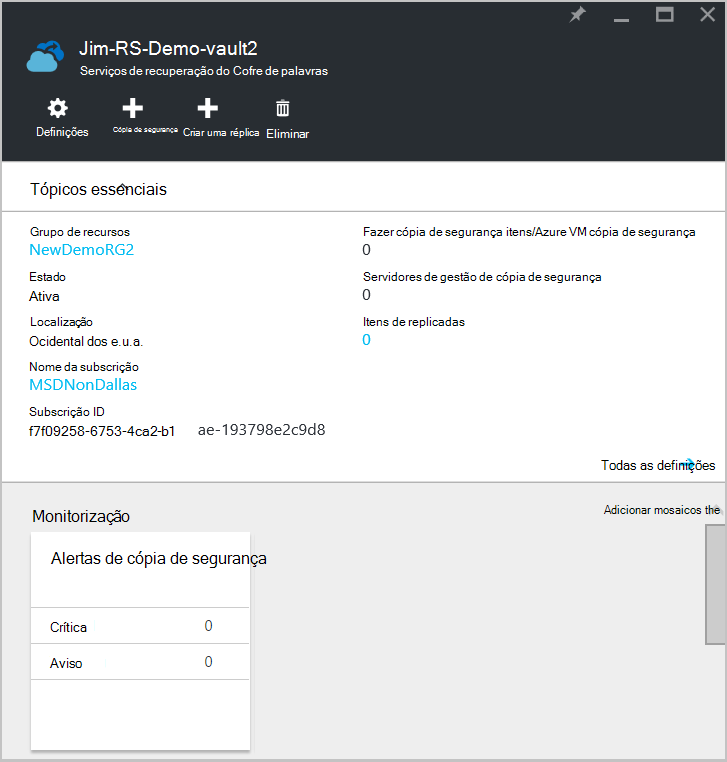 Jim-RS-Demo-vault2
Serviços de recuperação do Cofre de palavras
Definições
Cópia de segurança
Criar uma réplica
Eliminar
Tópicos essenciais
Grupo de recursos
NewDemoRG2
Estado
Ativa
Localização
Ocidental dos e.u.a.
Nome da subscrição
MSDNonDallas
Subscrição ID
f7f09258-6753-4ca2-b1 ae-193798e2c9d8
Fazer cópia de segurança itens/Azure VM cópia de segurança
0
Servidores de gestão de cópia de segurança
0
Itens de replicadas
0
Todas as definições
Monitorização
Adicionar mosaicos the
Alertas de cópia de segurança
Crítica 0
Aviso 0